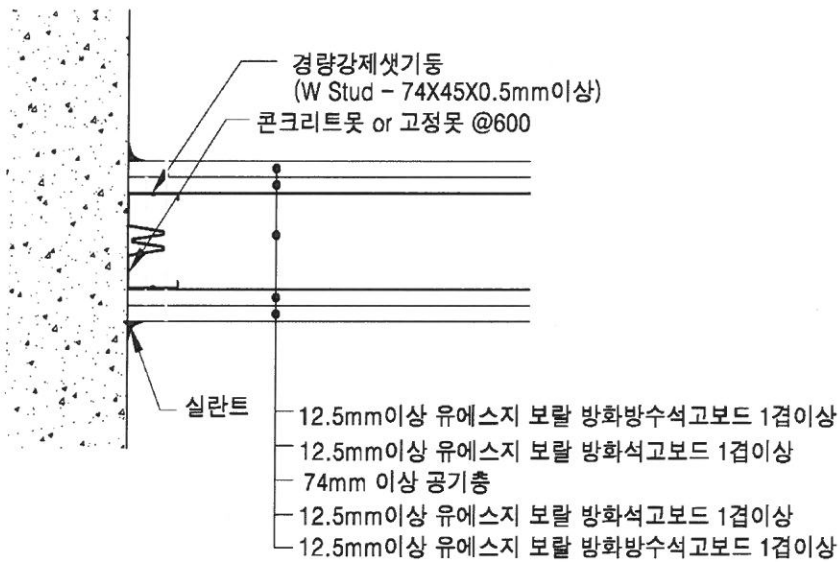 경량강제샛기둥
(W Stud - 74X45X0.5mm이상)
콘크리트못 or 고정못 @600
실란트
12.5mm이상 유에스지 보랄 방화방수석고보드 1겹이상
12.5mm이상 유에스지 보랄 방화석고보드 1겹이상
74mm 이상 공기층
12.5mm이상 유에스지 보랄 방화석고보드 1겹이상
12.5mm이상 유에스지 보랄 방화방수석고보드 1겹이상